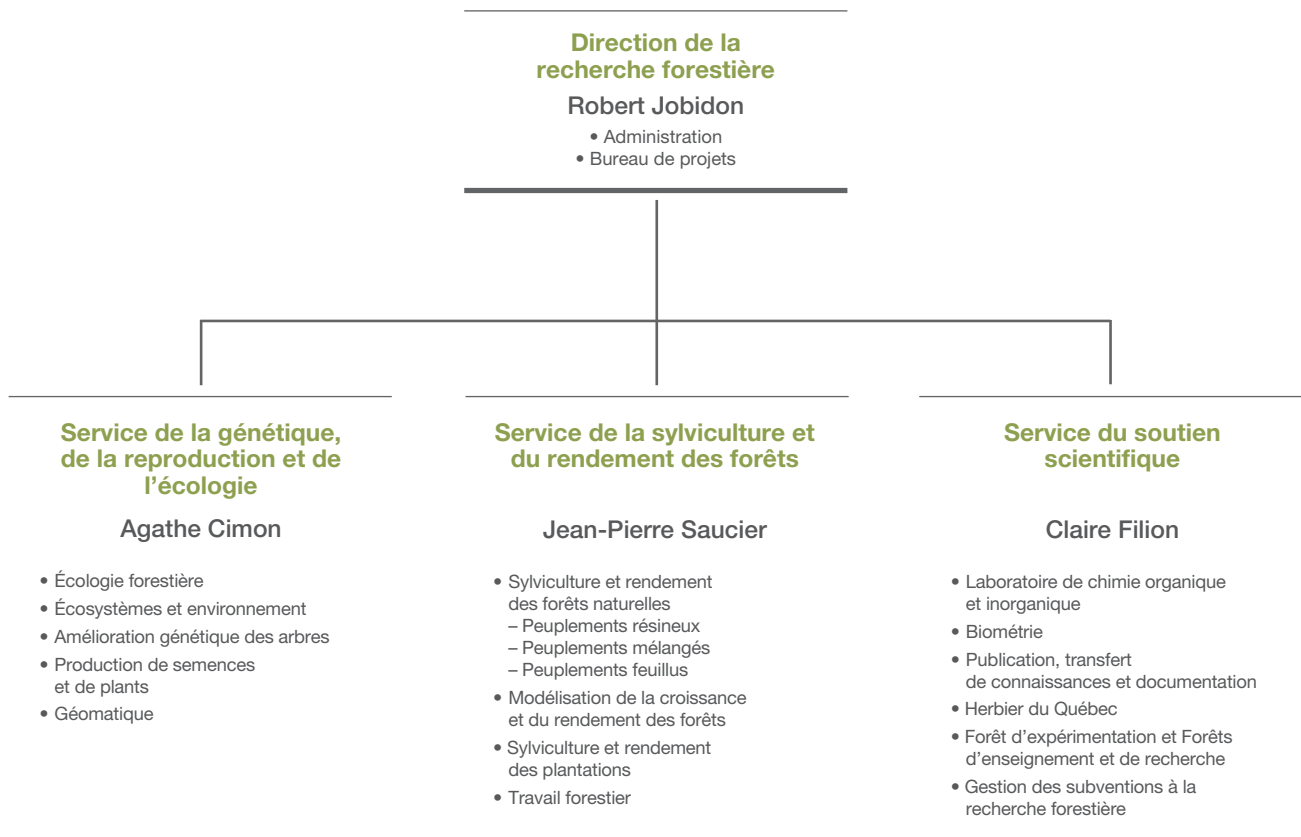 Direction de la
recherche forestière
Robert Jobidon
• Administration
• Bureau de projets
Service de la génétique,
de la reproduction et de
l’écologie
Agathe Cimon
• Écologie forestière
• Écosystèmes et environnement
• Amélioration génétique des arbres
• Production de semences
et de plants
• Géomatique
Service de la sylviculture et
du rendement des forêts
Jean-Pierre Saucier
• Sylviculture et rendement
des forêts naturelles
– Peuplements résineux
– Peuplements mélangés
– Peuplements feuillus
• Modélisation de la croissance
et du rendement des forêts
• Sylviculture et rendement
des plantations
• Travail forestier
Service du soutien
scientifique
Claire Filion
• Laboratoire de chimie organique
et inorganique
• Biométrie
• Publication, transfert
de connaissances et documentation
• Herbier du Québec
• Forêt d’expérimentation et Forêts
d’enseignement et de recherche
• Gestion des subventions à la
recherche forestière